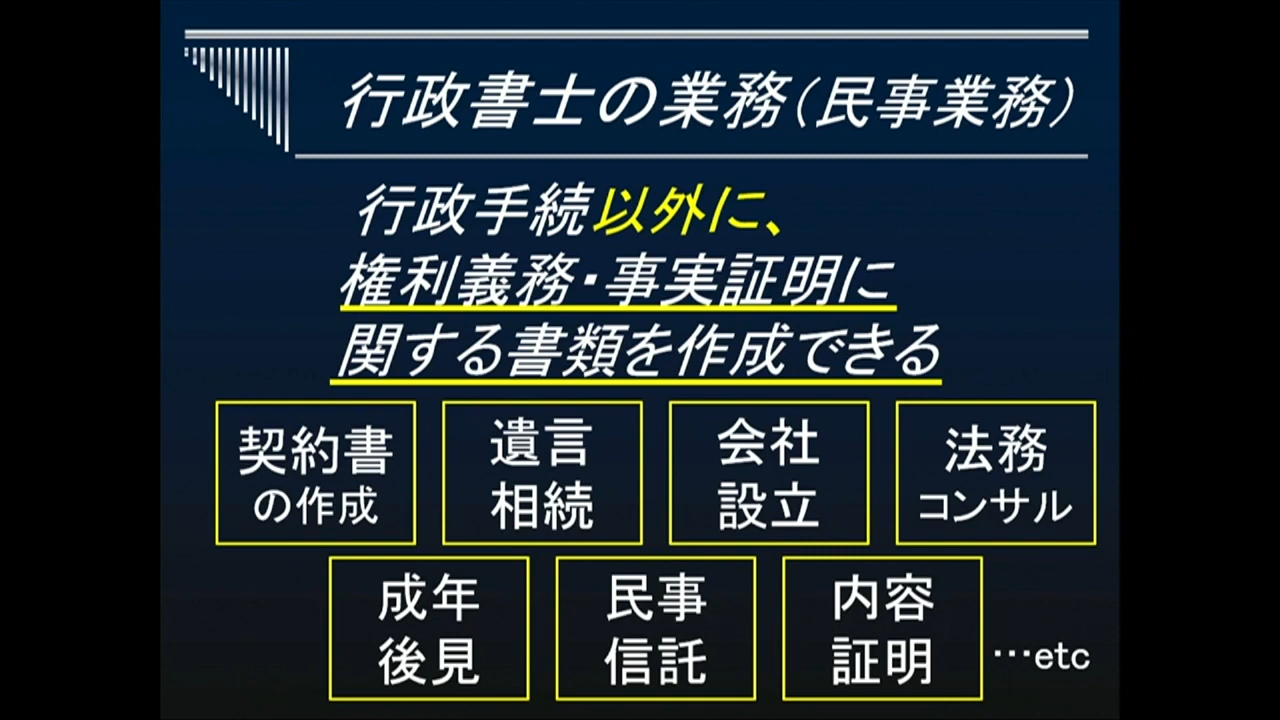 行政書士の業務（民事業務）
行政手続以外に、
権利義務・事実証明に
関する書類を作成できる
契約書
の作成
遺言
相続
会社
設立
法務
コンサル
成年
後見
民事
信託
内容
証明
…etc